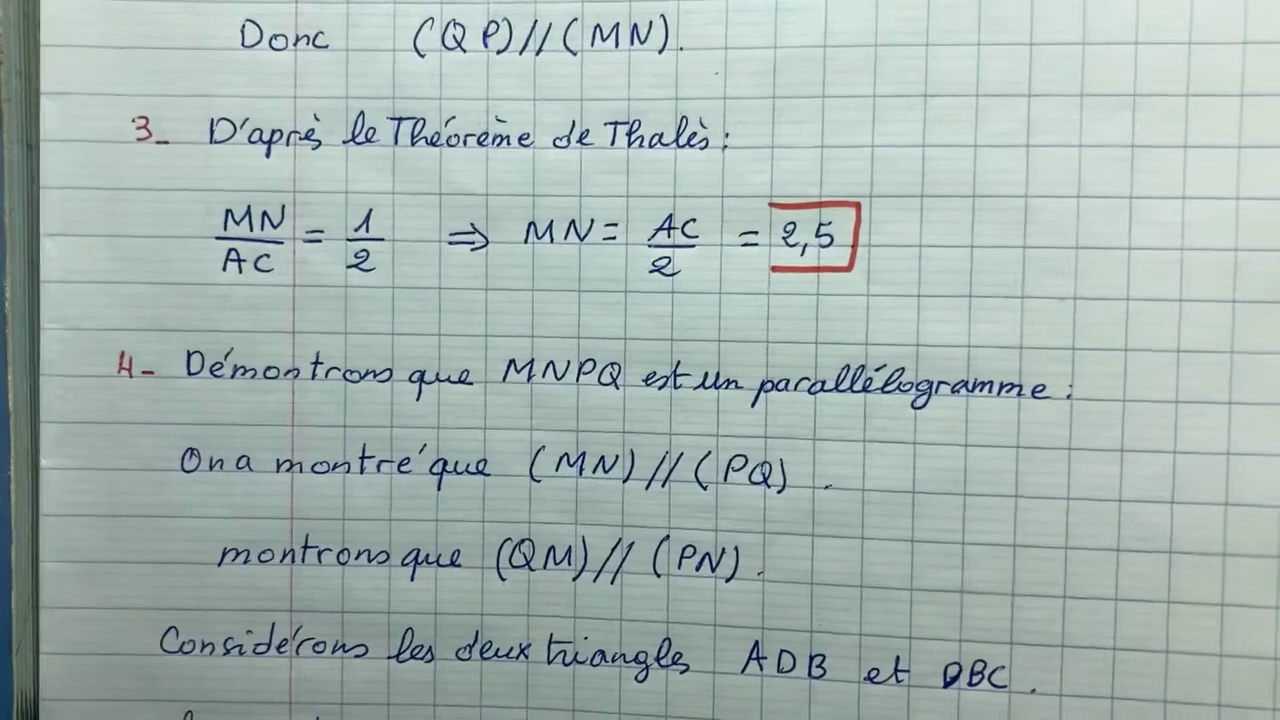 Donc (QP)//(MN).
3_ D'après le Théorème de Thalès :
MN/AC = 1/2 ⇒ MN = AC/2 = 2,5
4- Démontrons que MNPQ est un parallélogramme :
On a montré que (MN)//(PQ).
montrons que (QM)//(PN).
Considérons les deux triangles ADB et DBC.